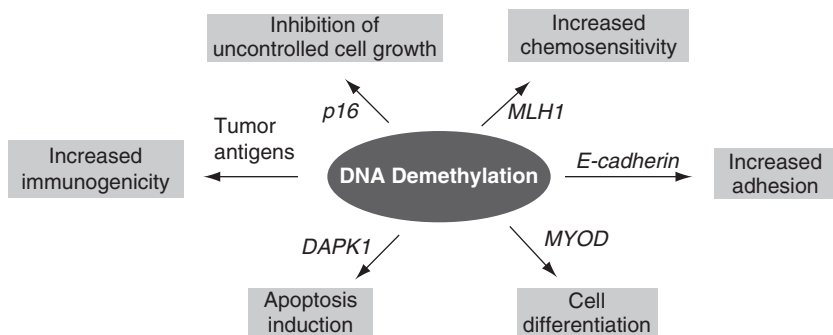 Inhibition of
uncontrolled cell growth
Increased
chemosensitivity
p16
MLH1
Tumor
antigens
Increased
immunogenicity
DNA Demethylation
E-cadherin
Increased
adhesion
DAPK1
MYOD
Apoptosis
induction
Cell
differentiation